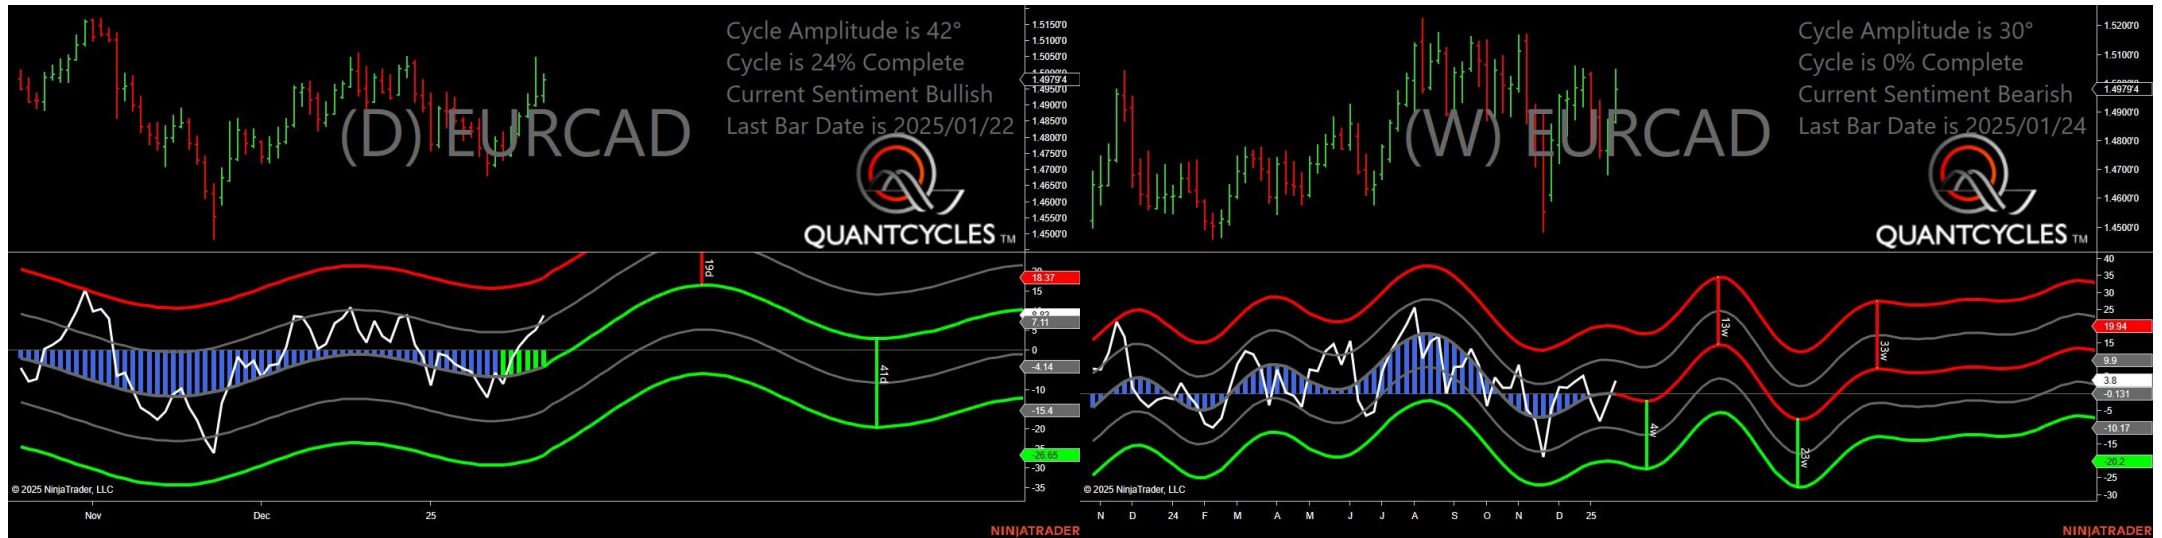 Cycle Amplitude is 42°
Cycle is 24% Complete
Current Sentiment Bullish
Last Bar Date is 2025/01/22
(D) EURCAD
QUANTCYCLES TM
1.5150'0
1.5100'0
1.5050'0
1.4979'4
1.4950'0
1.4900'0
1.4850'0
1.4800'0
1.4750'0
1.4700'0
1.4650'0
1.4600'0
1.4550'0
1.4500'0
19d
41d
18.37
15
7.11
5
0
-4.14
-10
-15.4
-20
-26.65
-30
-35
© 2025 NinjaTrader, LLC
Nov
Dec
25
NINJATRADER
Cycle Amplitude is 30°
Cycle is 0% Complete
Current Sentiment Bearish
Last Bar Date is 2025/01/24
(W) EURCAD
QUANTCYCLES TM
1.5200'0
1.5100'0
1.4979'4
1.4900'0
1.4800'0
1.4700'0
1.4600'0
1.4500'0
13w
33w
4w
23w
40
35
30
25
19.94
15
9.9
3.8
-0.131
-5
-10.17
-15
-20.2
-25
-30
© 2025 NinjaTrader, LLC
N D 24 F M A M J J A S O N D 25
NINJATRADER